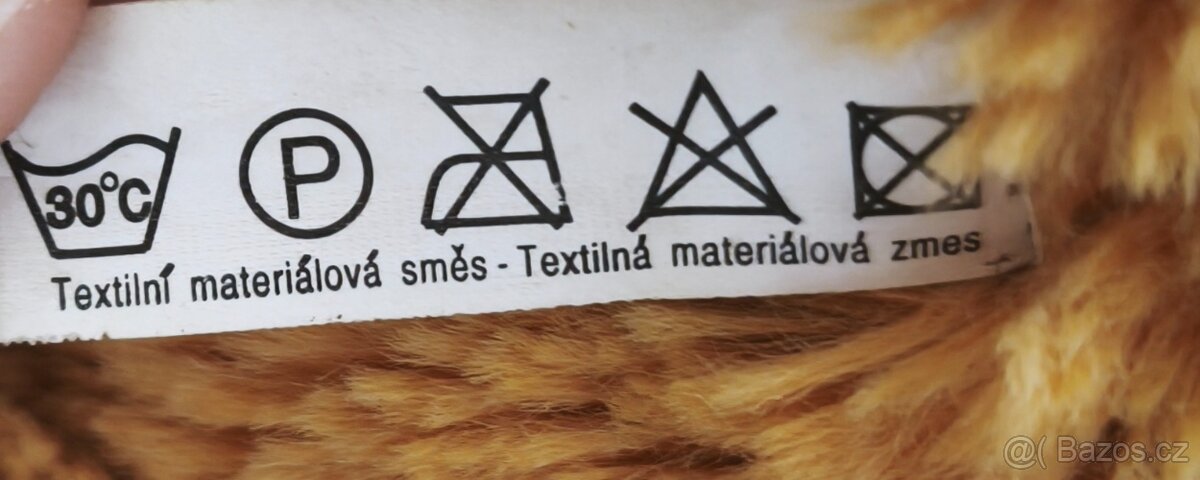 30°C P
Textilní materiálová směs - Textilná materiálová zmes
@( Bazos.cz